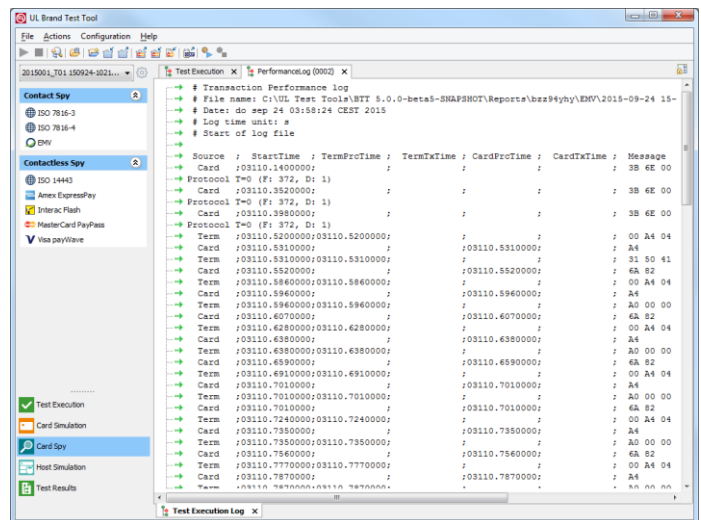 UL Brand Test Tool
File Actions Configuration Help
2015001_T01 150924-1021...
Test Execution x PerformanceLog (0002) x
Contact Spy
ISO 7816-3
ISO 7816-4
EMV
Contactless Spy
ISO 14443
Amex ExpressPay
Interac Flash
MasterCard PayPass
Visa payWave
Test Execution
Card Simulation
Card Spy
Host Simulation
Test Results
# Transaction Performance log
# File name: C:\UL Test Tools\BTT 5.0.0-beta5-SNAPSHOT\Reports\bzz94yhy\EMV\2015-09-24 15-
# Date: do sep 24 03:58:24 CEST 2015
# Log time unit: s
# Start of log file
Source ; StartTime ; TermPrcTime ; TermTxTime ; CardPrcTime ; CardTxTime ; Message
Card ;03110.1400000; ; ; ; ; 3B 6E 00
Protocol T=0 (F: 372, D: 1)
Card ;03110.3520000; ; ; ; ; 3B 6E 00
Protocol T=0 (F: 372, D: 1)
Card ;03110.3980000; ; ; ; ; 3B 6E 00
Protocol T=0 (F: 372, D: 1)
Term ;03110.5200000;03110.5200000; ; ; ; 00 A4 04
Card ;03110.5310000; ; ;03110.5310000; ; A4
Term ;03110.5310000;03110.5310000; ; ; ; 31 50 41
Card ;03110.5520000; ; ;03110.5520000; ; 6A 82
Term ;03110.5860000;03110.5860000; ; ; ; 00 A4 04
Card ;03110.5960000; ; ;03110.5960000; ; A4
Term ;03110.5960000;03110.5960000; ; ; ; A0 00 00
Card ;03110.6070000; ; ;03110.6070000; ; 6A 82
Term ;03110.6280000;03110.6280000; ; ; ; 00 A4 04
Card ;03110.6380000; ; ;03110.6380000; ; A4
Term ;03110.6380000;03110.6380000; ; ; ; A0 00 00
Card ;03110.6590000; ; ;03110.6590000; ; 6A 82
Term ;03110.6910000;03110.6910000; ; ; ; 00 A4 04
Card ;03110.7010000; ; ;03110.7010000; ; A4
Term ;03110.7010000;03110.7010000; ; ; ; A0 00 00
Card ;03110.7010000; ; ;03110.7010000; ; 6A 82
Term ;03110.7240000;03110.7240000; ; ; ; 00 A4 04
Card ;03110.7350000; ; ;03110.7350000; ; A4
Term ;03110.7350000;03110.7350000; ; ; ; A0 00 00
Card ;03110.7560000; ; ;03110.7560000; ; 6A 82
Term ;03110.7770000;03110.7770000; ; ; ; 00 A4 04
Card ;03110.7870000; ; ;03110.7870000; ; A4
Term ;03110.7870000;03110.7870000; ; ; ; A0 00 00
Test Execution Log x